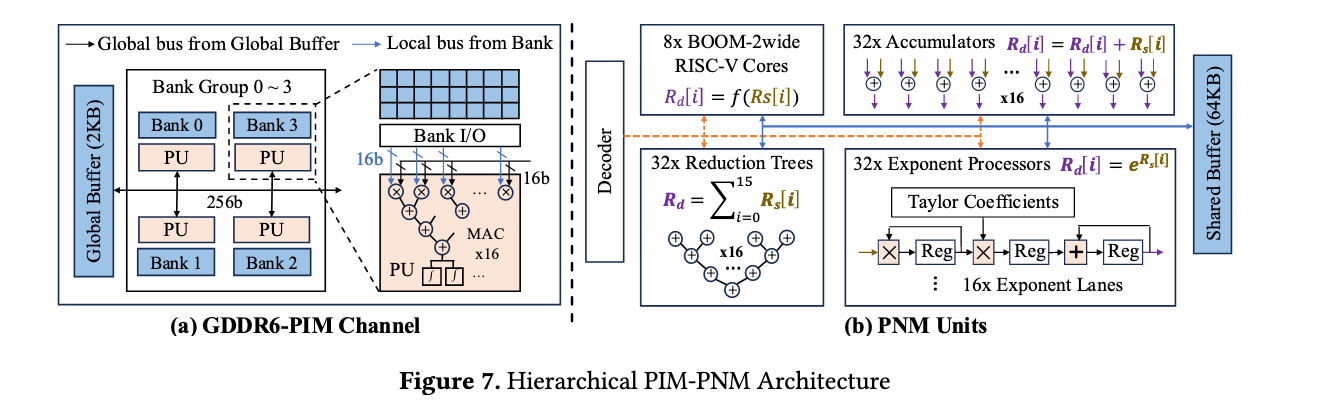 Global bus from Global Buffer
Local bus from Bank
Global Buffer (2KB)
Bank Group 0 ~ 3
Bank 0
Bank 3
PU
PU
256b
PU
PU
Bank 1
Bank 2
Bank I/O
16b
16b
× × × ... ×
+ +
+
+
MAC
x16
PU
∫ ∫ ...
(a) GDDR6-PIM Channel
Decoder
8x BOOM-2wide
RISC-V Cores
R_d[i] = f(Rs[i])
32x Accumulators R_d[i] = R_d[i] + R_s[i]
...
x16
32x Reduction Trees
R_d = ∑_{i=0}^{15} R_s[i]
x16
...
32x Exponent Processors R_d[i] = e^{R_s[i]}
Taylor Coefficients
× Reg × Reg + Reg
⋮ 16x Exponent Lanes
Shared Buffer (64KB)
(b) PNM Units
Figure 7. Hierarchical PIM-PNM Architecture